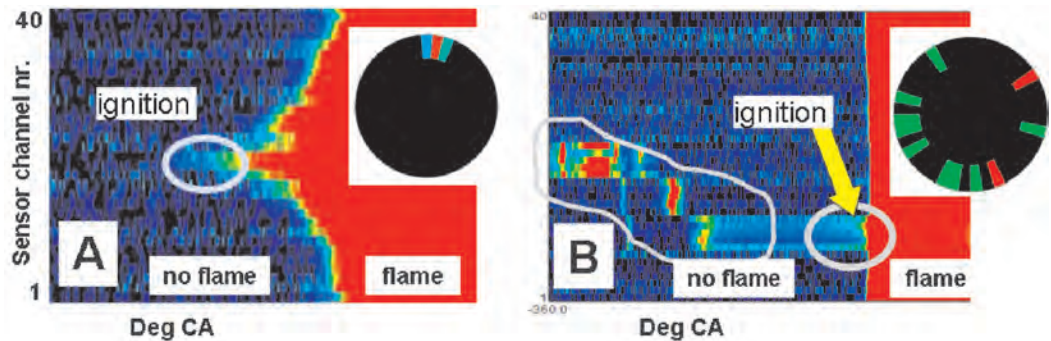 40
Sensor channel nr.
ignition
A
no flame
flame
1
Deg CA
40
ignition
B
no flame
flame
1
-360.0
Deg CA